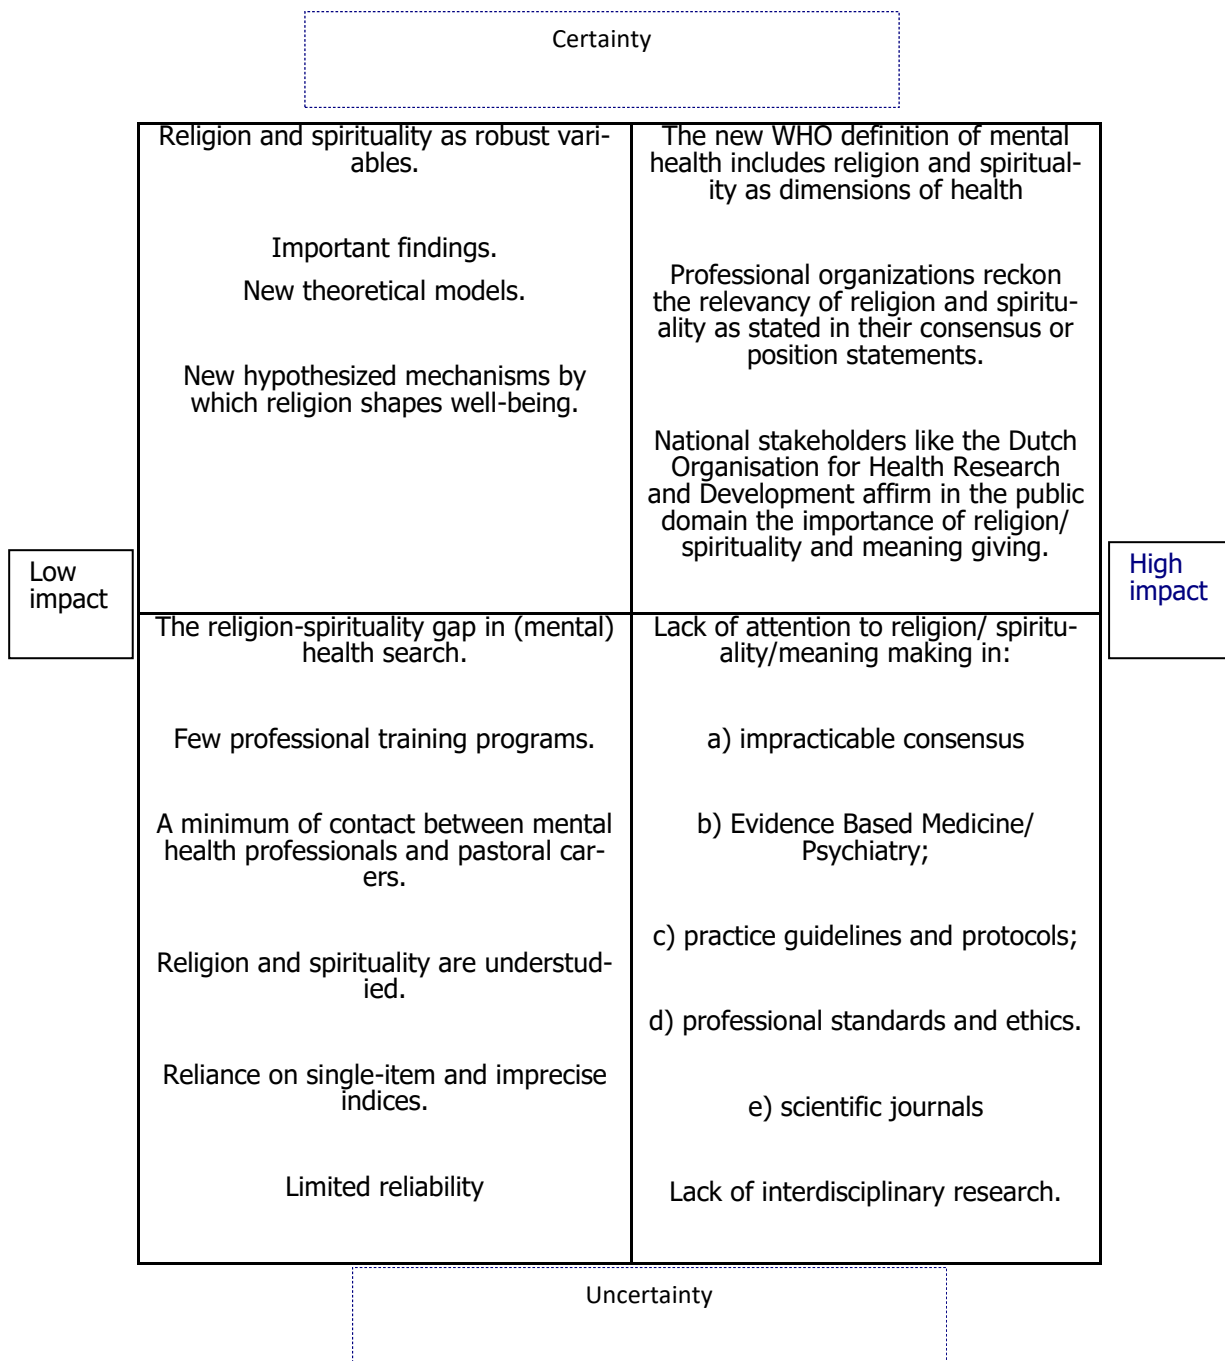 Certainty
Religion and spirituality as robust vari-
ables.
Important findings.
New theoretical models.
New hypothesized mechanisms by
which religion shapes well-being.
The new WHO definition of mental
health includes religion and spiritual-
ity as dimensions of health
Professional organizations reckon
the relevancy of religion and spiritu-
ality as stated in their consensus or
position statements.
National stakeholders like the Dutch
Organisation for Health Research
and Development affirm in the public
domain the importance of religion/
spirituality and meaning giving.
Low
impact
High
impact
The religion-spirituality gap in (mental)
health search.
Few professional training programs.
A minimum of contact between mental
health professionals and pastoral car-
ers.
Religion and spirituality are understud-
ied.
Reliance on single-item and imprecise
indices.
Limited reliability
Lack of attention to religion/ spiritu-
ality/meaning making in:
a) impracticable consensus
b) Evidence Based Medicine/
Psychiatry;
c) practice guidelines and protocols;
d) professional standards and ethics.
e) scientific journals
Lack of interdisciplinary research.
Uncertainty